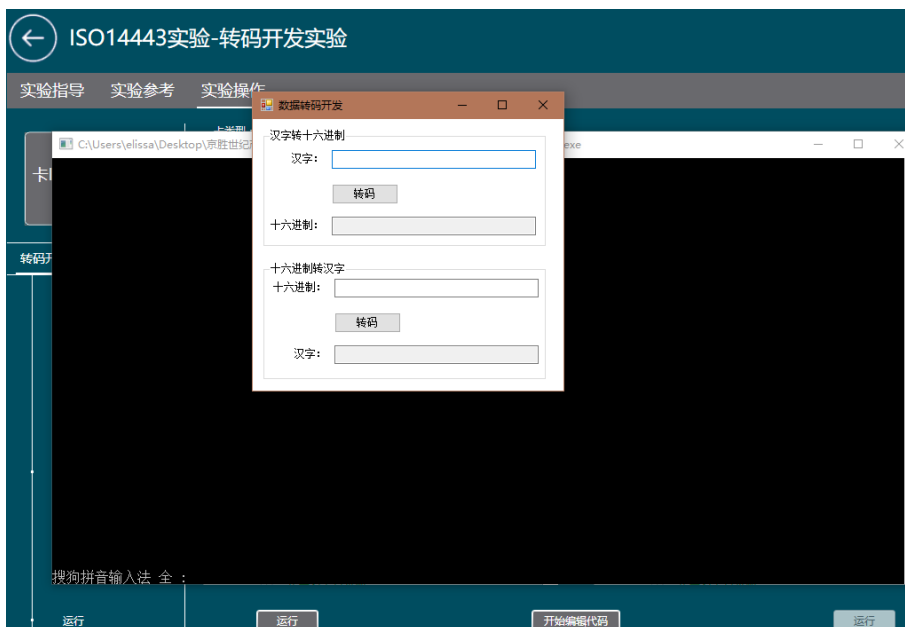 ISO14443实验-转码开发实验
实验指导 实验参考 实验操作
数据转码开发
C:\Users\elissa\Desktop\京胜世纪 exe
汉字转十六进制
汉字：
转码
十六进制：
十六进制转汉字
十六进制：
转码
汉字：
转码开
搜狗拼音输入法 全 ：
运行 运行 开始编辑代码 运行